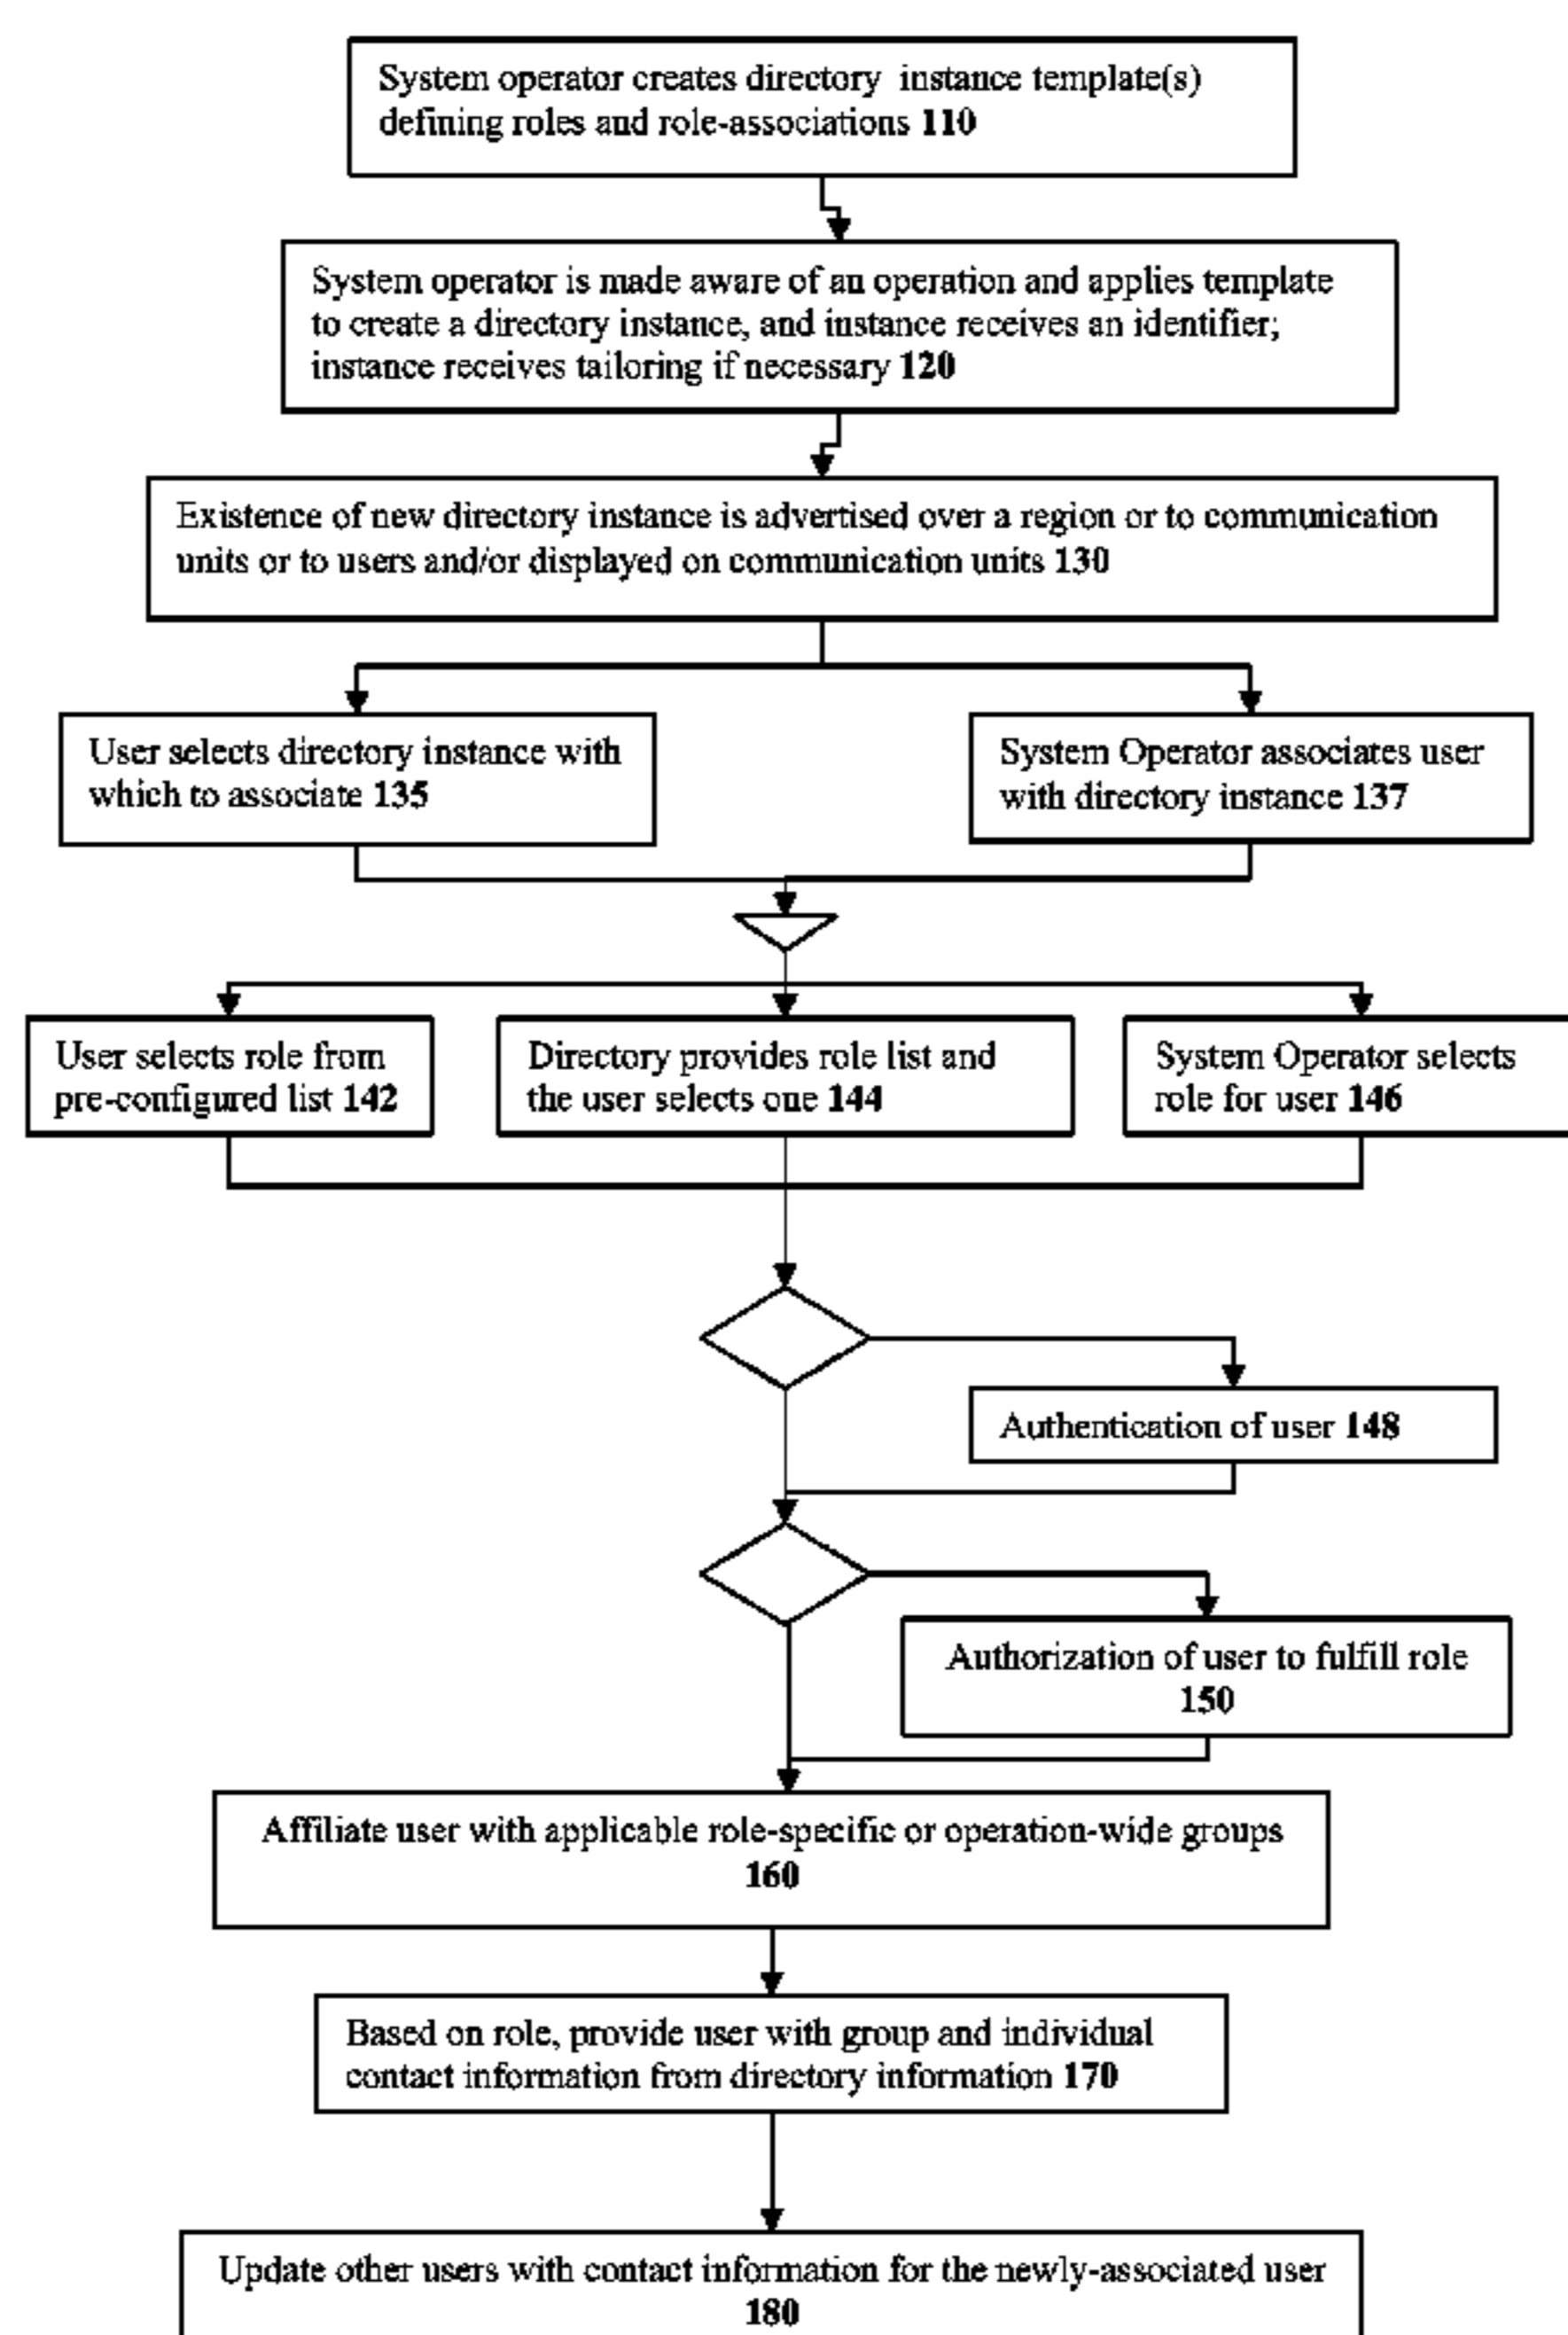 System operator creates directory instance template(s)
defining roles and role-associations 110
System operator is made aware of an operation and applies template
to create a directory instance, and instance receives an identifier;
instance receives tailoring if necessary 120
Existence of new directory instance is advertised over a region or to communication
units or to users and/or displayed on communication units 130
User selects directory instance with
which to associate 135
System Operator associates user
with directory instance 137
User selects role from
pre-configured list 142
Directory provides role list and
the user selects one 144
System Operator selects
role for user 146
Authentication of user 148
Authorization of user to fulfill role
150
Affiliate user with applicable role-specific or operation-wide groups
160
Based on role, provide user with group and individual
contact information from directory information 170
Update other users with contact information for the newly-associated user
180